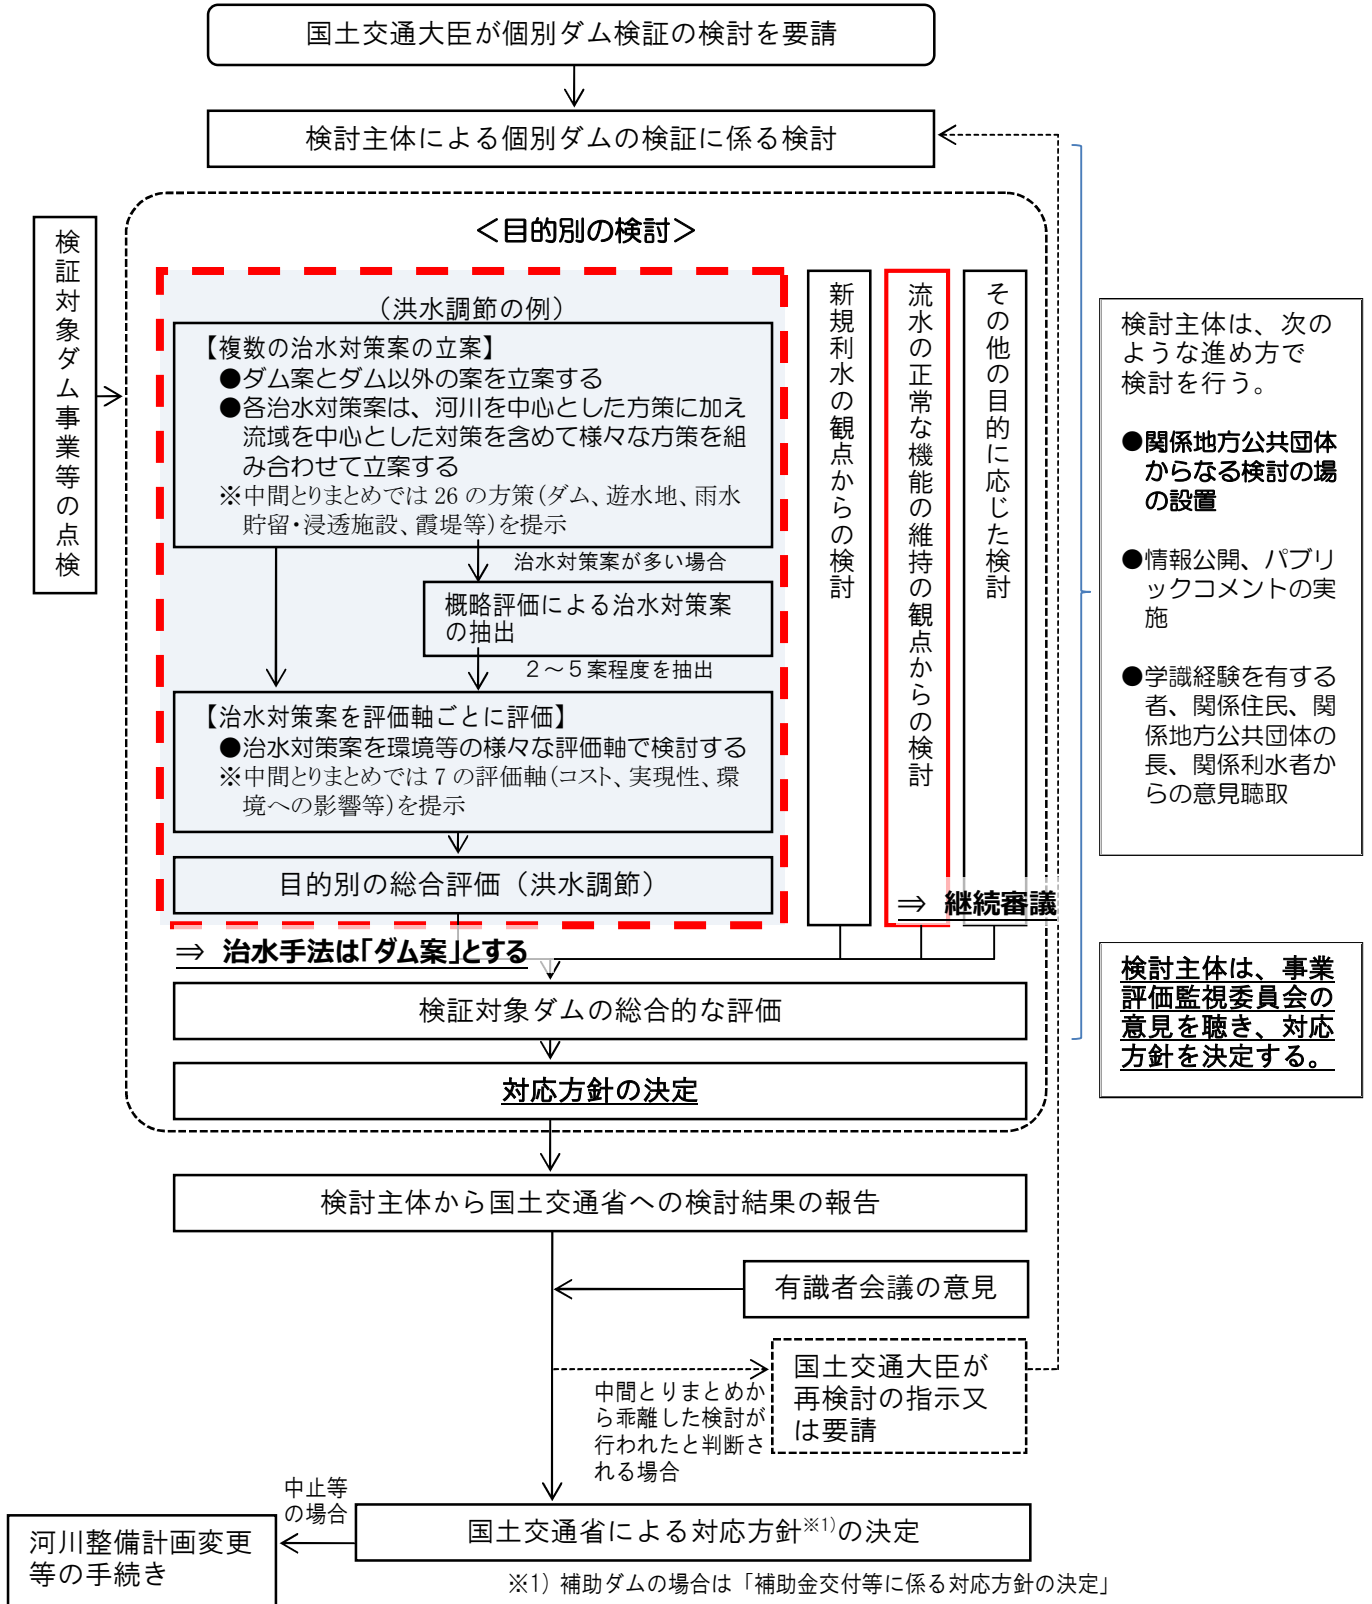 国土交通大臣が個別ダム検証の検討を要請
検討主体による個別ダムの検証に係る検討
検証対象ダム事業等の点検
＜目的別の検討＞
（洪水調節の例）
【複数の治水対策案の立案】
●ダム案とダム以外の案を立案する
●各治水対策案は、河川を中心とした方策に加え
流域を中心とした対策を含めて様々な方策を組
み合わせて立案する
※中間とりまとめでは 26 の方策（ダム、遊水地、雨水
貯留・浸透施設、霞堤等）を提示
治水対策案が多い場合
概略評価による治水対策案
の抽出
２～５案程度を抽出
【治水対策案を評価軸ごとに評価】
●治水対策案を環境等の様々な評価軸で検討する
※中間とりまとめでは 7 の評価軸（コスト、実現性、環
境への影響等）を提示
目的別の総合評価（洪水調節）
⇒ 治水手法は「ダム案」とする
新規利水の観点からの検討
流水の正常な機能の維持の観点からの検討
⇒ 継続審議
その他の目的に応じた検討
検証対象ダムの総合的な評価
対応方針の決定
検討主体は、次の
ような進め方で
検討を行う。
●関係地方公共団体
からなる検討の場
の設置
●情報公開、パブリ
ックコメントの実
施
●学識経験を有する
者、関係住民、関
係地方公共団体の
長、関係利水者か
らの意見聴取
検討主体は、事業
評価監視委員会の
意見を聴き、対応
方針を決定する。
検討主体から国土交通省への検討結果の報告
有識者会議の意見
国土交通大臣が
再検討の指示又
は要請
中間とりまとめか
ら乖離した検討が
行われたと判断さ
れる場合
国土交通省による対応方針※1)の決定
中止等
の場合
河川整備計画変更
等の手続き
※1）補助ダムの場合は「補助金交付等に係る対応方針の決定」